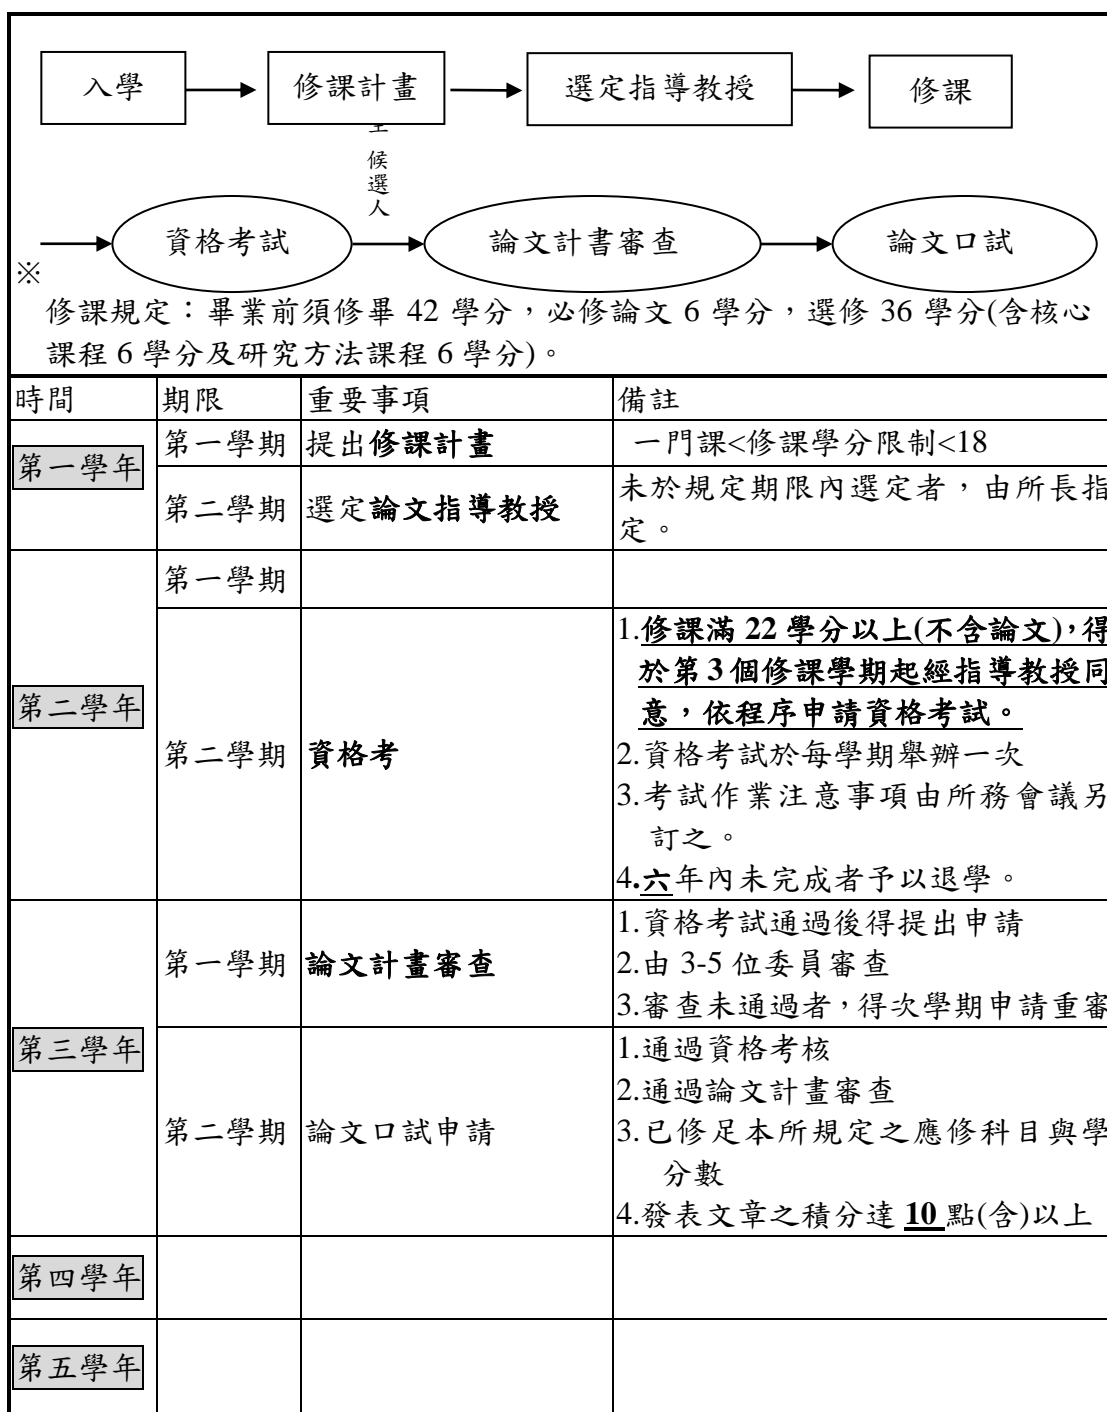 入學 修課計畫 選定指導教授 修課
候
選
人
資格考試 論文計書審查 論文口試
※
修課規定：畢業前須修畢 42 學分，必修論文 6 學分，選修 36 學分(含核心
課程 6 學分及研究方法課程 6 學分)。
時間 期限 重要事項 備註
第一學年
第一學期 提出修課計畫 一門課<修課學分限制<18
第二學期 選定論文指導教授
未於規定期限內選定者，由所長指
定。
第二學年
第一學期
第二學期 資格考
1.修課滿 22 學分以上(不含論文)，得
於第 3 個修課學期起經指導教授同
意，依程序申請資格考試。
2.資格考試於每學期舉辦一次
3.考試作業注意事項由所務會議另
訂之。
4.六年內未完成者予以退學。
第三學年
第一學期 論文計畫審查
1.資格考試通過後得提出申請
2.由 3-5 位委員審查
3.審查未通過者，得次學期申請重審
第二學期 論文口試申請
1.通過資格考核
2.通過論文計畫審查
3.已修足本所規定之應修科目與學
分數
4.發表文章之積分達 10 點(含)以上
第四學年
第五學年